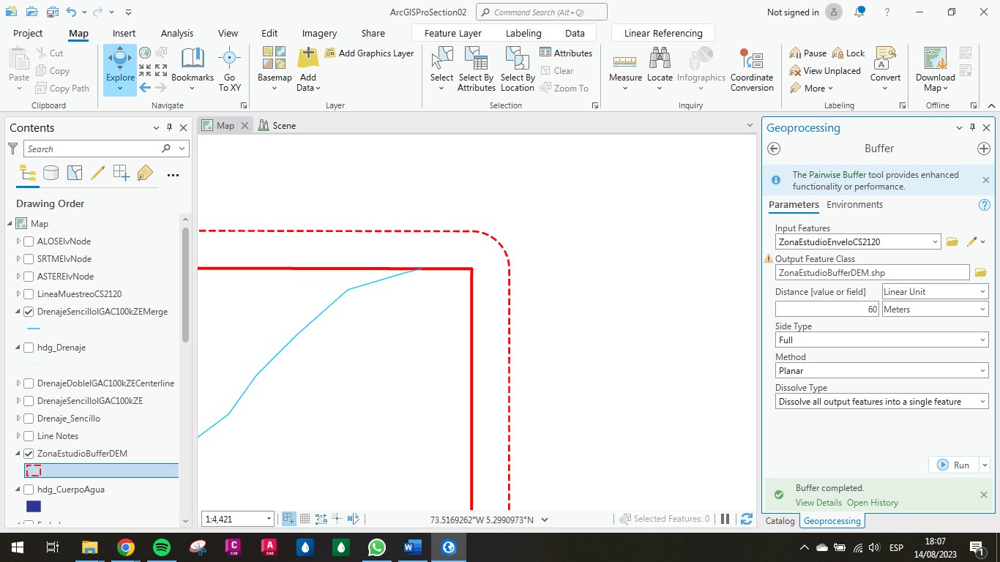 ArcGISProSection02
Command Search (Alt+Q)
Not signed in
?
Project
Map
Insert
Analysis
View
Edit
Imagery
Share
Feature Layer
Labeling
Data
Linear Referencing
Paste
Cut
Copy
Copy Path
Clipboard
Explore
Bookmarks
Go
To XY
Navigate
Basemap
Add
Data
Add Graphics Layer
Layer
Select
Select By
Attributes
Select By
Location
Attributes
Clear
Zoom To
Selection
Measure
Locate
Infographics
Coordinate
Conversion
Inquiry
Pause
Lock
View Unplaced
More
Convert
Labeling
Download
Map
Offline
Contents
Search
Drawing Order
Map
ALOSElvNode
SRTMElvNode
ASTERElvNode
LineaMuestreoCS2120
DrenajeSencilloIGAC100kZEMerge
hdg_Drenaje
DrenajeDobleIGAC100kZECenterline
DrenajeSencilloIGAC100kZE
Drenaje_Sencillo
Line Notes
ZonaEstudioBufferDEM
hdg_CuerpoAgua
Map
Scene
1:4,421
73.5169262°W 5.2990973°N
Selected Features: 0
Geoprocessing
Buffer
The Pairwise Buffer tool provides enhanced
functionality or performance.
Parameters
Environments
?
Input Features
ZonaEstudioEnveloCS2120
Output Feature Class
ZonaEstudioBufferDEM.shp
Distance [value or field]
Linear Unit
60
Meters
Side Type
Full
Method
Planar
Dissolve Type
Dissolve all output features into a single feature
Run
Buffer completed.
View Details
Open History
Catalog
Geoprocessing
C
C3D
A
CAD
W
ESP
18:07
14/08/2023
1